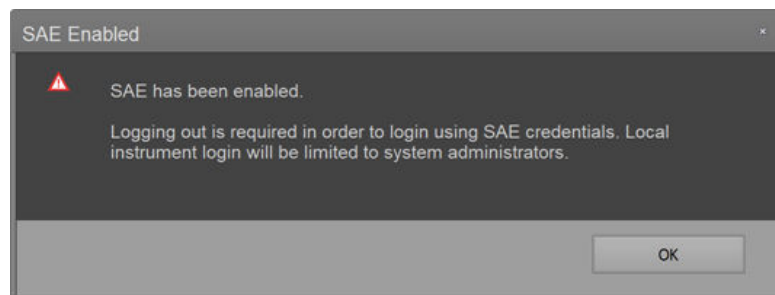 SAE Enabled
SAE has been enabled.
Logging out is required in order to login using SAE credentials. Local
instrument login will be limited to system administrators.
OK